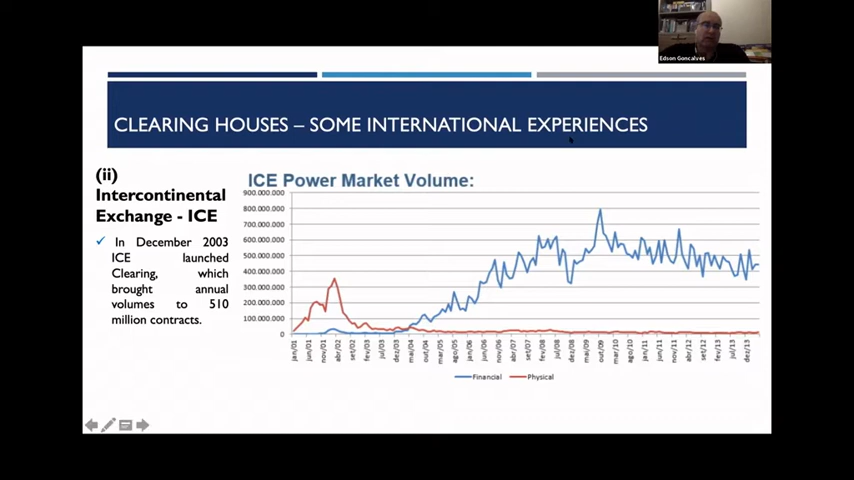 Edson Goncalves
CLEARING HOUSES – SOME INTERNATIONAL EXPERIENCES
(ii)
Intercontinental
Exchange - ICE
✓ In December 2003
ICE launched
Clearing, which
brought annual
volumes to 510
million contracts.
ICE Power Market Volume:
900.000.000
800.000.000
700.000.000
600.000.000
500.000.000
400.000.000
300.000.000
200.000.000
100.000.000
0
jan/01
jun/01
nov/01
abr/02
set/02
fev/03
jul/03
dez/03
mai/04
out/04
mar/05
ago/05
jan/06
jun/06
nov/06
abr/07
set/07
fev/08
jul/08
dez/08
mai/09
out/09
mar/10
ago/10
jan/11
jun/11
nov/11
abr/12
set/12
fev/13
jul/13
dez/13
Financial
Physical